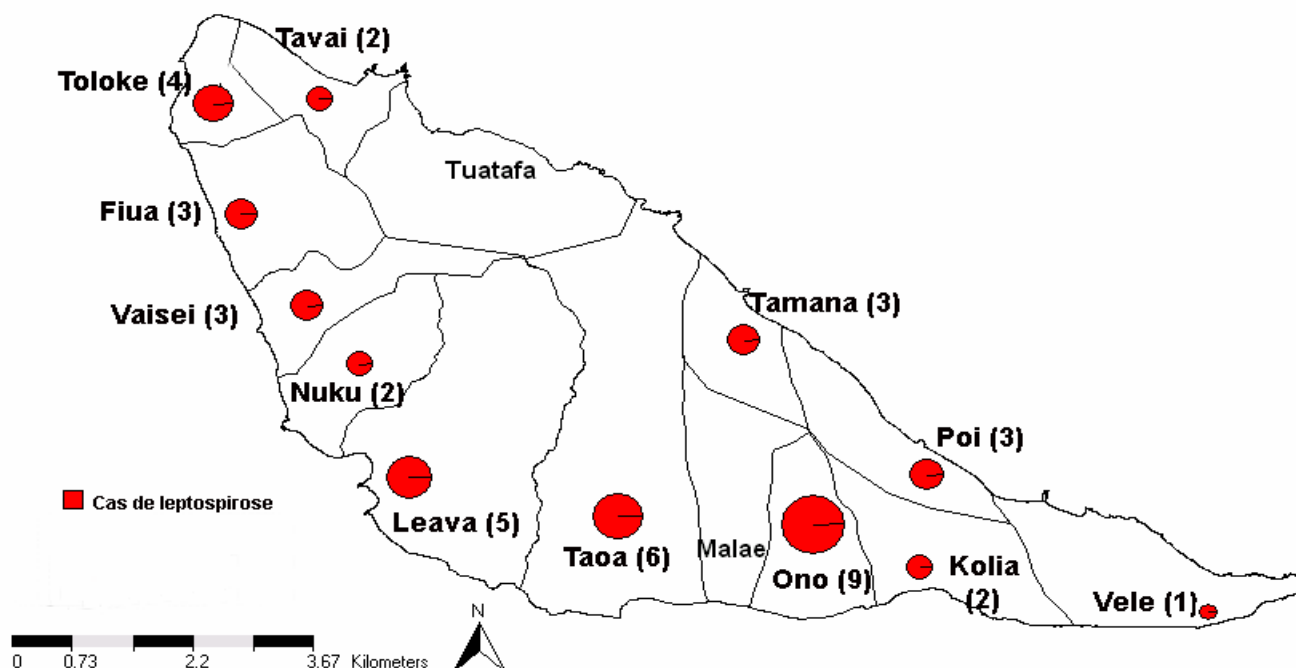 Tavai (2)
Toloke (4)
Tuatafa
Fiua (3)
Vaisei (3)
Tamana (3)
Nuku (2)
Poi (3)
Cas de leptospirose
Leava (5)
Taoa (6)
Malae
Ono (9)
Kolia
(2)
Vele (1)
N
0 0.73 2.2 3.67 Kilometers